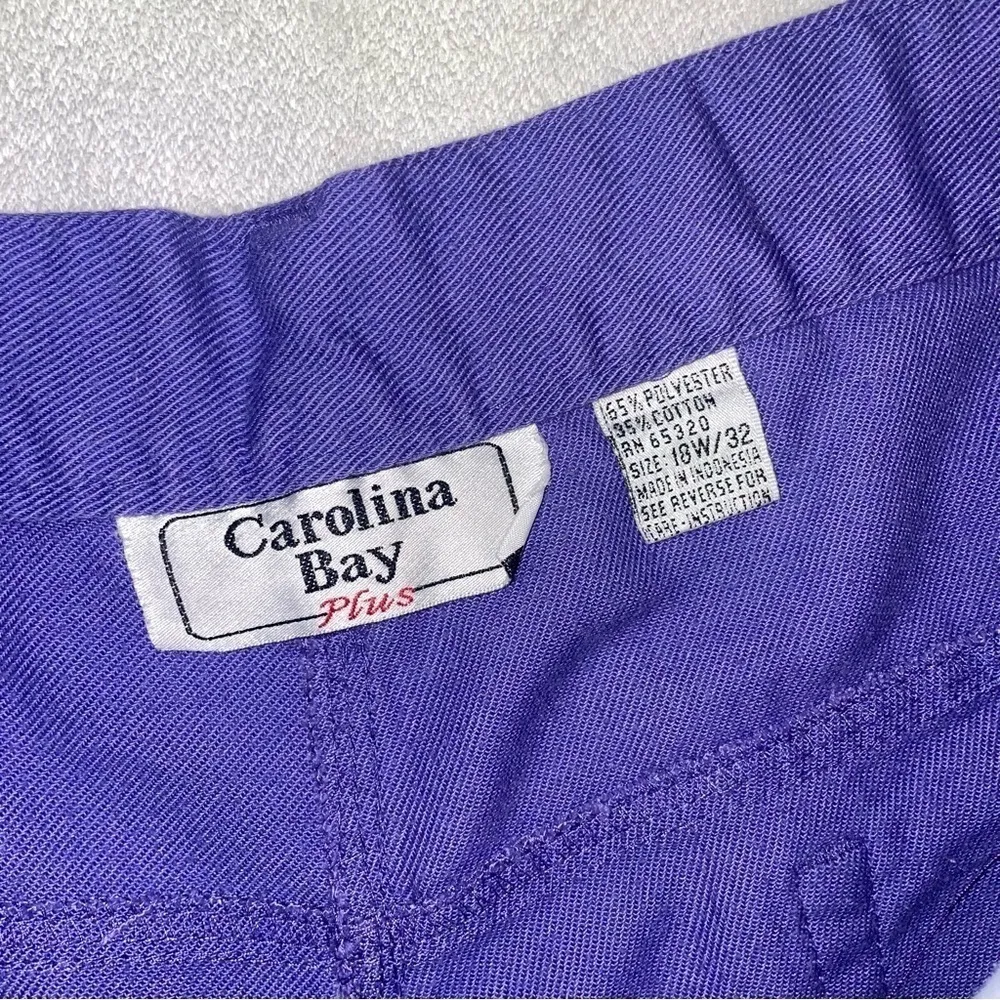 Carolina
Bay
Plus
65% POLYESTER
35% COTTON
RN 65320
SIZE: 18W/32
MADE IN INDONESIA
SEE REVERSE FOR
CARE-INSTRUCTION